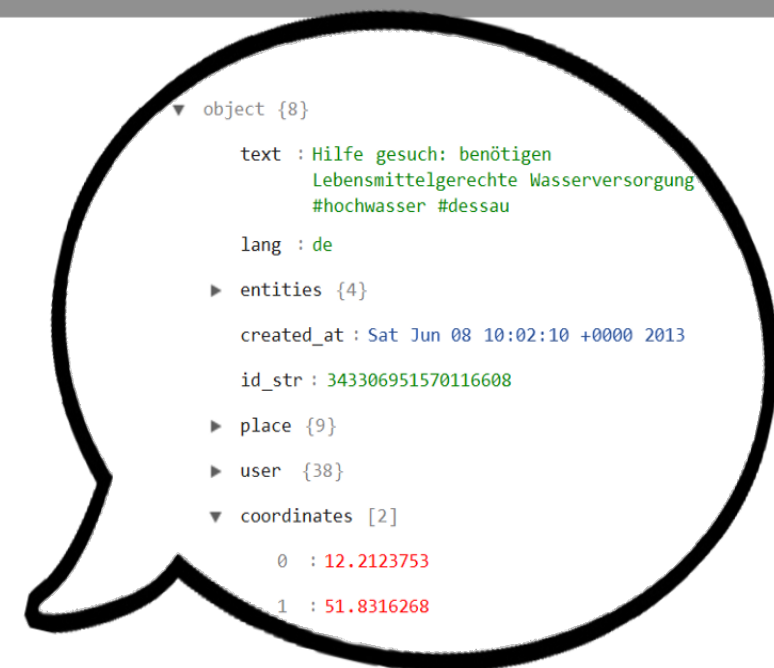 object {8}
text : Hilfe gesuch: benötigen
Lebensmittelgerechte Wasserversorgung
#hochwasser #dessau
lang : de
entities {4}
created_at : Sat Jun 08 10:02:10 +0000 2013
id_str : 343306951570116608
place {9}
user {38}
coordinates [2]
0 : 12.2123753
1 : 51.8316268